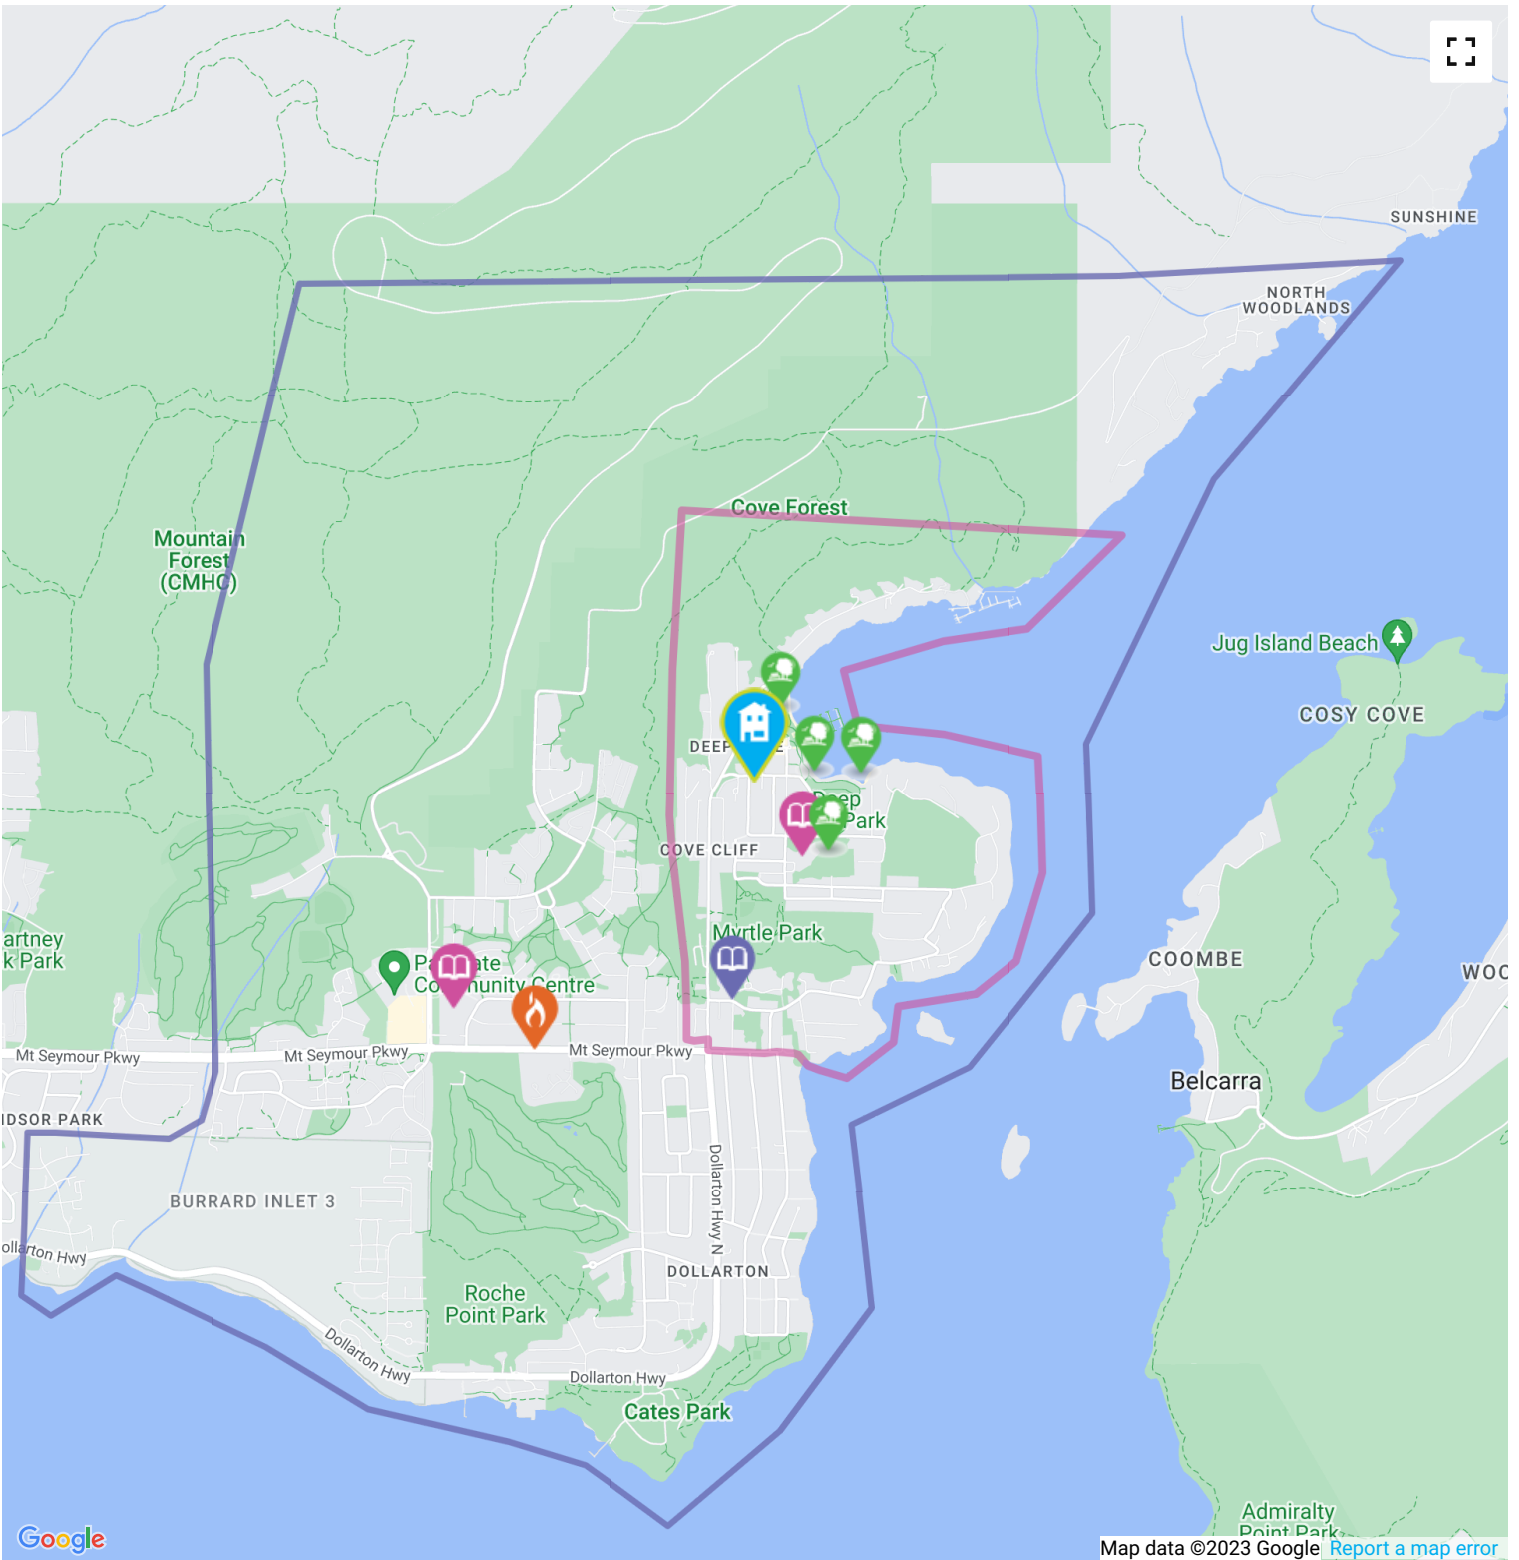 SUNSHINE
NORTH
WOODLANDS
Cove Forest
Mountain
Forest
(CMHC)
Jug Island Beach
COSY COVE
DEEP
Deep
Park
COVE CLIFF
Myrtle Park
artney
k Park
COOMBE
WOO
Community Centre
Mt Seymour Pkwy
Mt Seymour Pkwy
Mt Seymour Pkwy
Belcarra
IDSOR PARK
BURRARD INLET 3
Dollarton Hwy N
ollarton Hwy
DOLLARTON
Roche
Point Park
Dollarton Hwy
Dollarton Hwy
Cates Park
Admiralty
Point Park
Google
Map data ©2023 Google
Report a map error